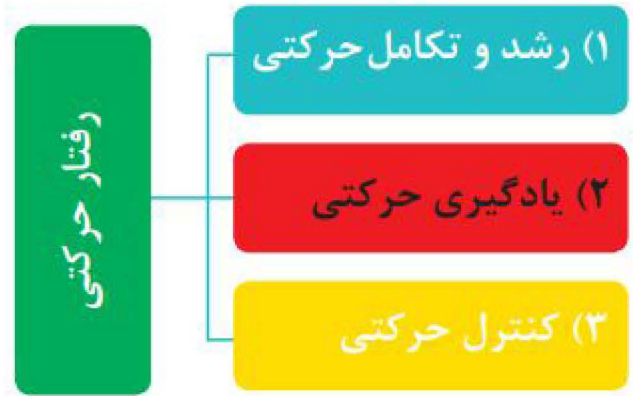 رفتار حرکتی
۱) رشد و تکامل حرکتی
۲) یادگیری حرکتی
۳) کنترل حرکتی